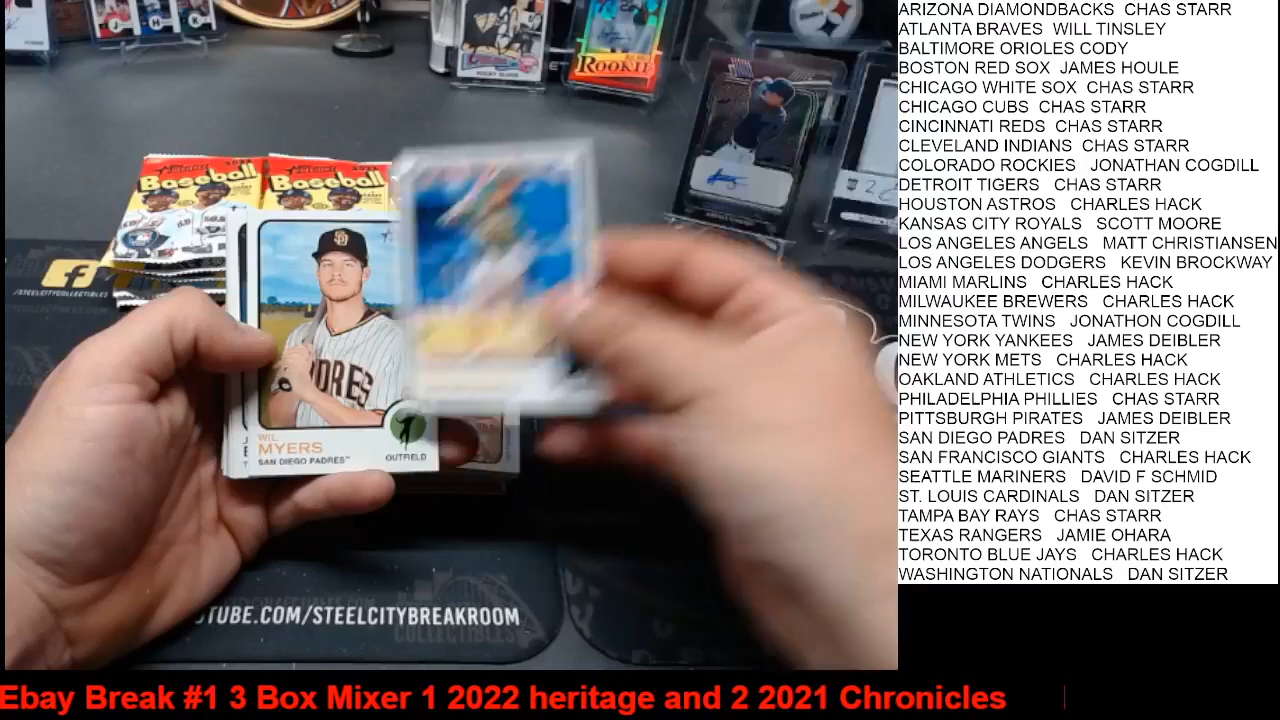 ARIZONA DIAMONDBACKS CHAS STARR
ATLANTA BRAVES WILL TINSLEY
BALTIMORE ORIOLES CODY
BOSTON RED SOX JAMES HOULE
CHICAGO WHITE SOX CHAS STARR
CHICAGO CUBS CHAS STARR
CINCINNATI REDS CHAS STARR
CLEVELAND INDIANS CHAS STARR
COLORADO ROCKIES JONATHAN COGDILL
DETROIT TIGERS CHAS STARR
HOUSTON ASTROS CHARLES HACK
KANSAS CITY ROYALS SCOTT MOORE
LOS ANGELES ANGELS MATT CHRISTIANSEN
LOS ANGELES DODGERS KEVIN BROCKWAY
MIAMI MARLINS CHARLES HACK
MILWAUKEE BREWERS CHARLES HACK
MINNESOTA TWINS JONATHON COGDILL
NEW YORK YANKEES JAMES DEIBLER
NEW YORK METS CHARLES HACK
OAKLAND ATHLETICS CHARLES HACK
PHILADELPHIA PHILLIES CHAS STARR
PITTSBURGH PIRATES JAMES DEIBLER
SAN DIEGO PADRES DAN SITZER
SAN FRANCISCO GIANTS CHARLES HACK
SEATTLE MARINERS DAVID F SCHMID
ST. LOUIS CARDINALS DAN SITZER
TAMPA BAY RAYS CHAS STARR
TEXAS RANGERS JAMIE OHARA
TORONTO BLUE JAYS CHARLES HACK
WASHINGTON NATIONALS DAN SITZER
ROOKIE
Baseball
Baseball
f
/STEELCITYCOLLECTIBLES
PADRES
WIL
MYERS
SAN DIEGO PADRES™
OUTFIELD
TUBE.COM/STEELCITYBREAKROOM
COLLECTIBLES
Ebay Break #1 3 Box Mixer 1 2022 heritage and 2 2021 Chronicles